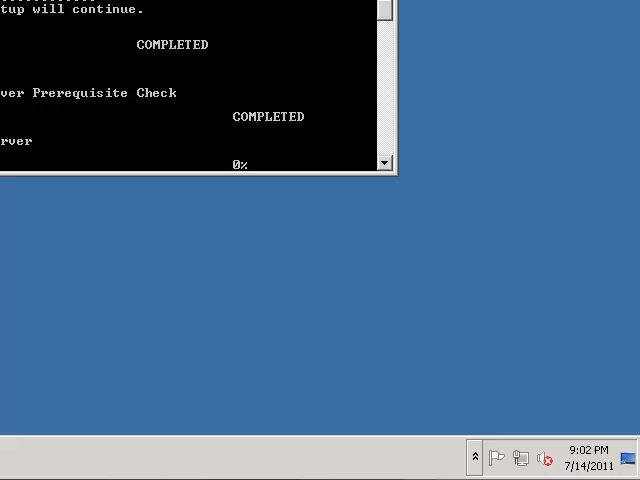 tup will continue.
COMPLETED
ver Prerequisite Check
COMPLETED
rver
0%
9:02 PM
7/14/2011